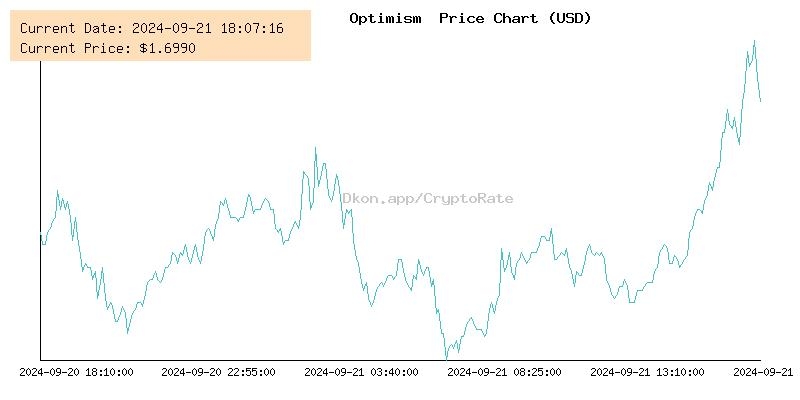 Optimism  Price Chart (USD)
Current Date: 2024-09-21 18:07:16
Current Price: $1.6990
Dkon.app/CryptoRate
2024-09-20 18:10:00 2024-09-20 22:55:00 2024-09-21 03:40:00 2024-09-21 08:25:00 2024-09-21 13:10:00 2024-09-21